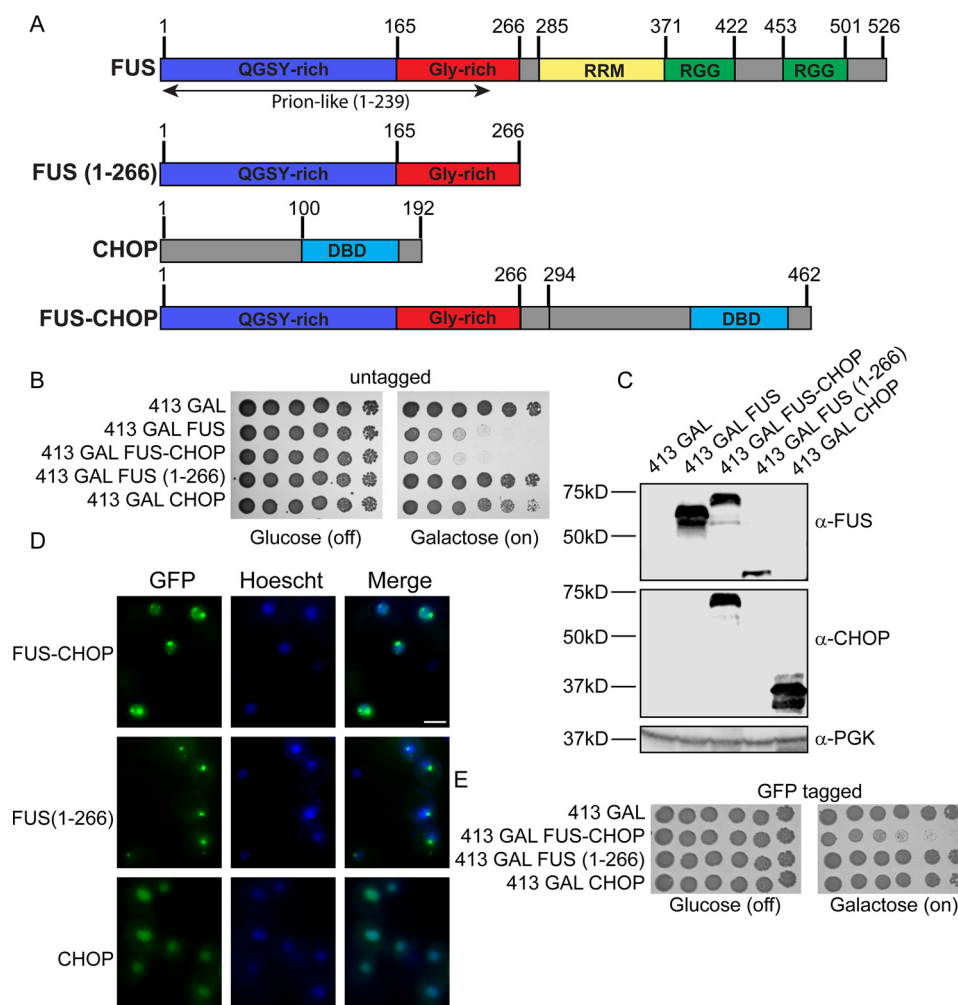 A
1 165 266 285 371 422 453 501 526
FUS QGSY-rich Gly-rich RRM RGG RGG
Prion-like (1-239)
1 165 266
FUS (1-266) QGSY-rich Gly-rich
1 100 192
CHOP DBD
1 266 294 462
FUS-CHOP QGSY-rich Gly-rich DBD
B
untagged
413 GAL
413 GAL FUS
413 GAL FUS-CHOP
413 GAL FUS (1-266)
413 GAL CHOP
Glucose (off) Galactose (on)
C
413 GAL
413 GAL FUS
413 GAL FUS-CHOP
413 GAL FUS (1-266)
413 GAL CHOP
75kD
50kD
α-FUS
75kD
50kD
37kD
α-CHOP
37kD
α-PGK
D
GFP Hoescht Merge
FUS-CHOP
FUS(1-266)
CHOP
E
GFP tagged
413 GAL
413 GAL FUS-CHOP
413 GAL FUS (1-266)
413 GAL CHOP
Glucose (off) Galactose (on)